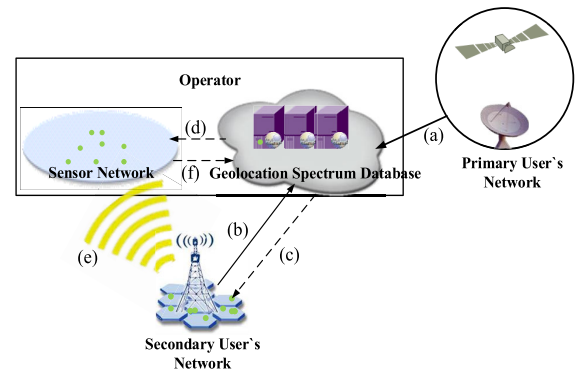 Operator
(d)
(a)
Primary User`s
Network
Sensor Network
(f)
Geolocation Spectrum Database
(b)
(e)
(c)
Secondary User`s
Network